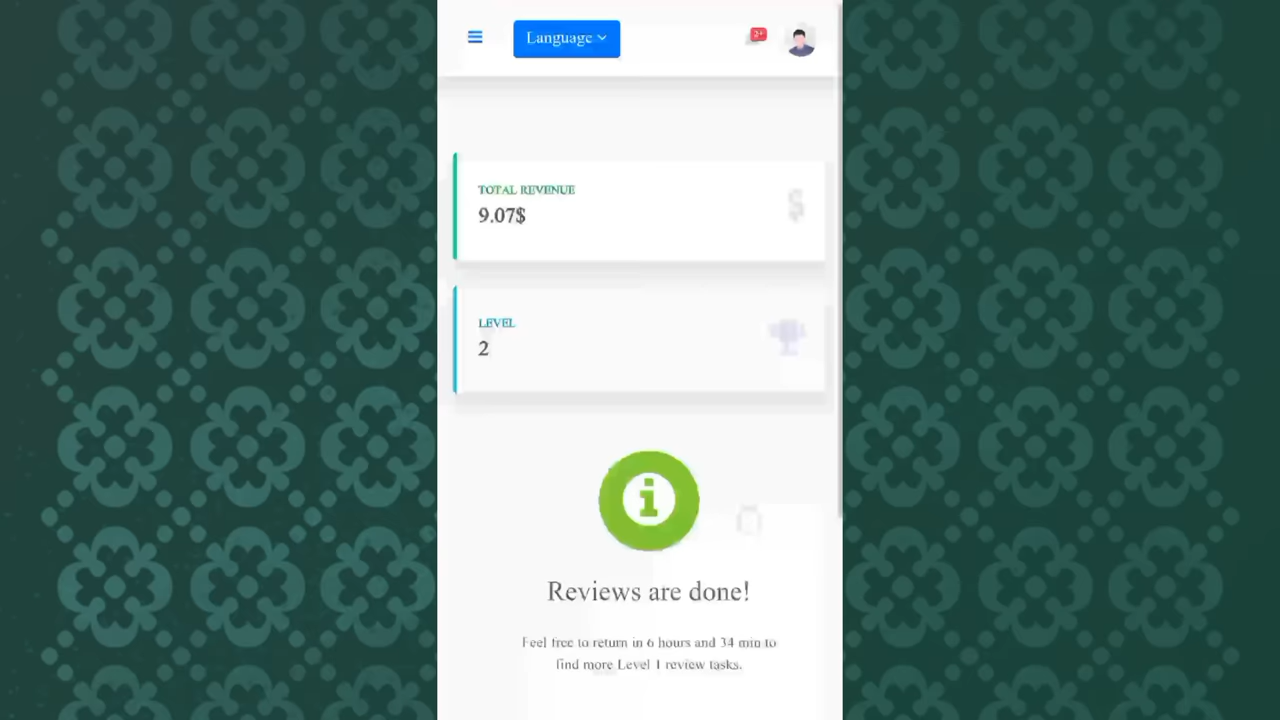 Language
2+
TOTAL REVENUE
9.07$
LEVEL
2
Reviews are done!
Feel free to return in 6 hours and 34 min to
find more Level 1 review tasks.